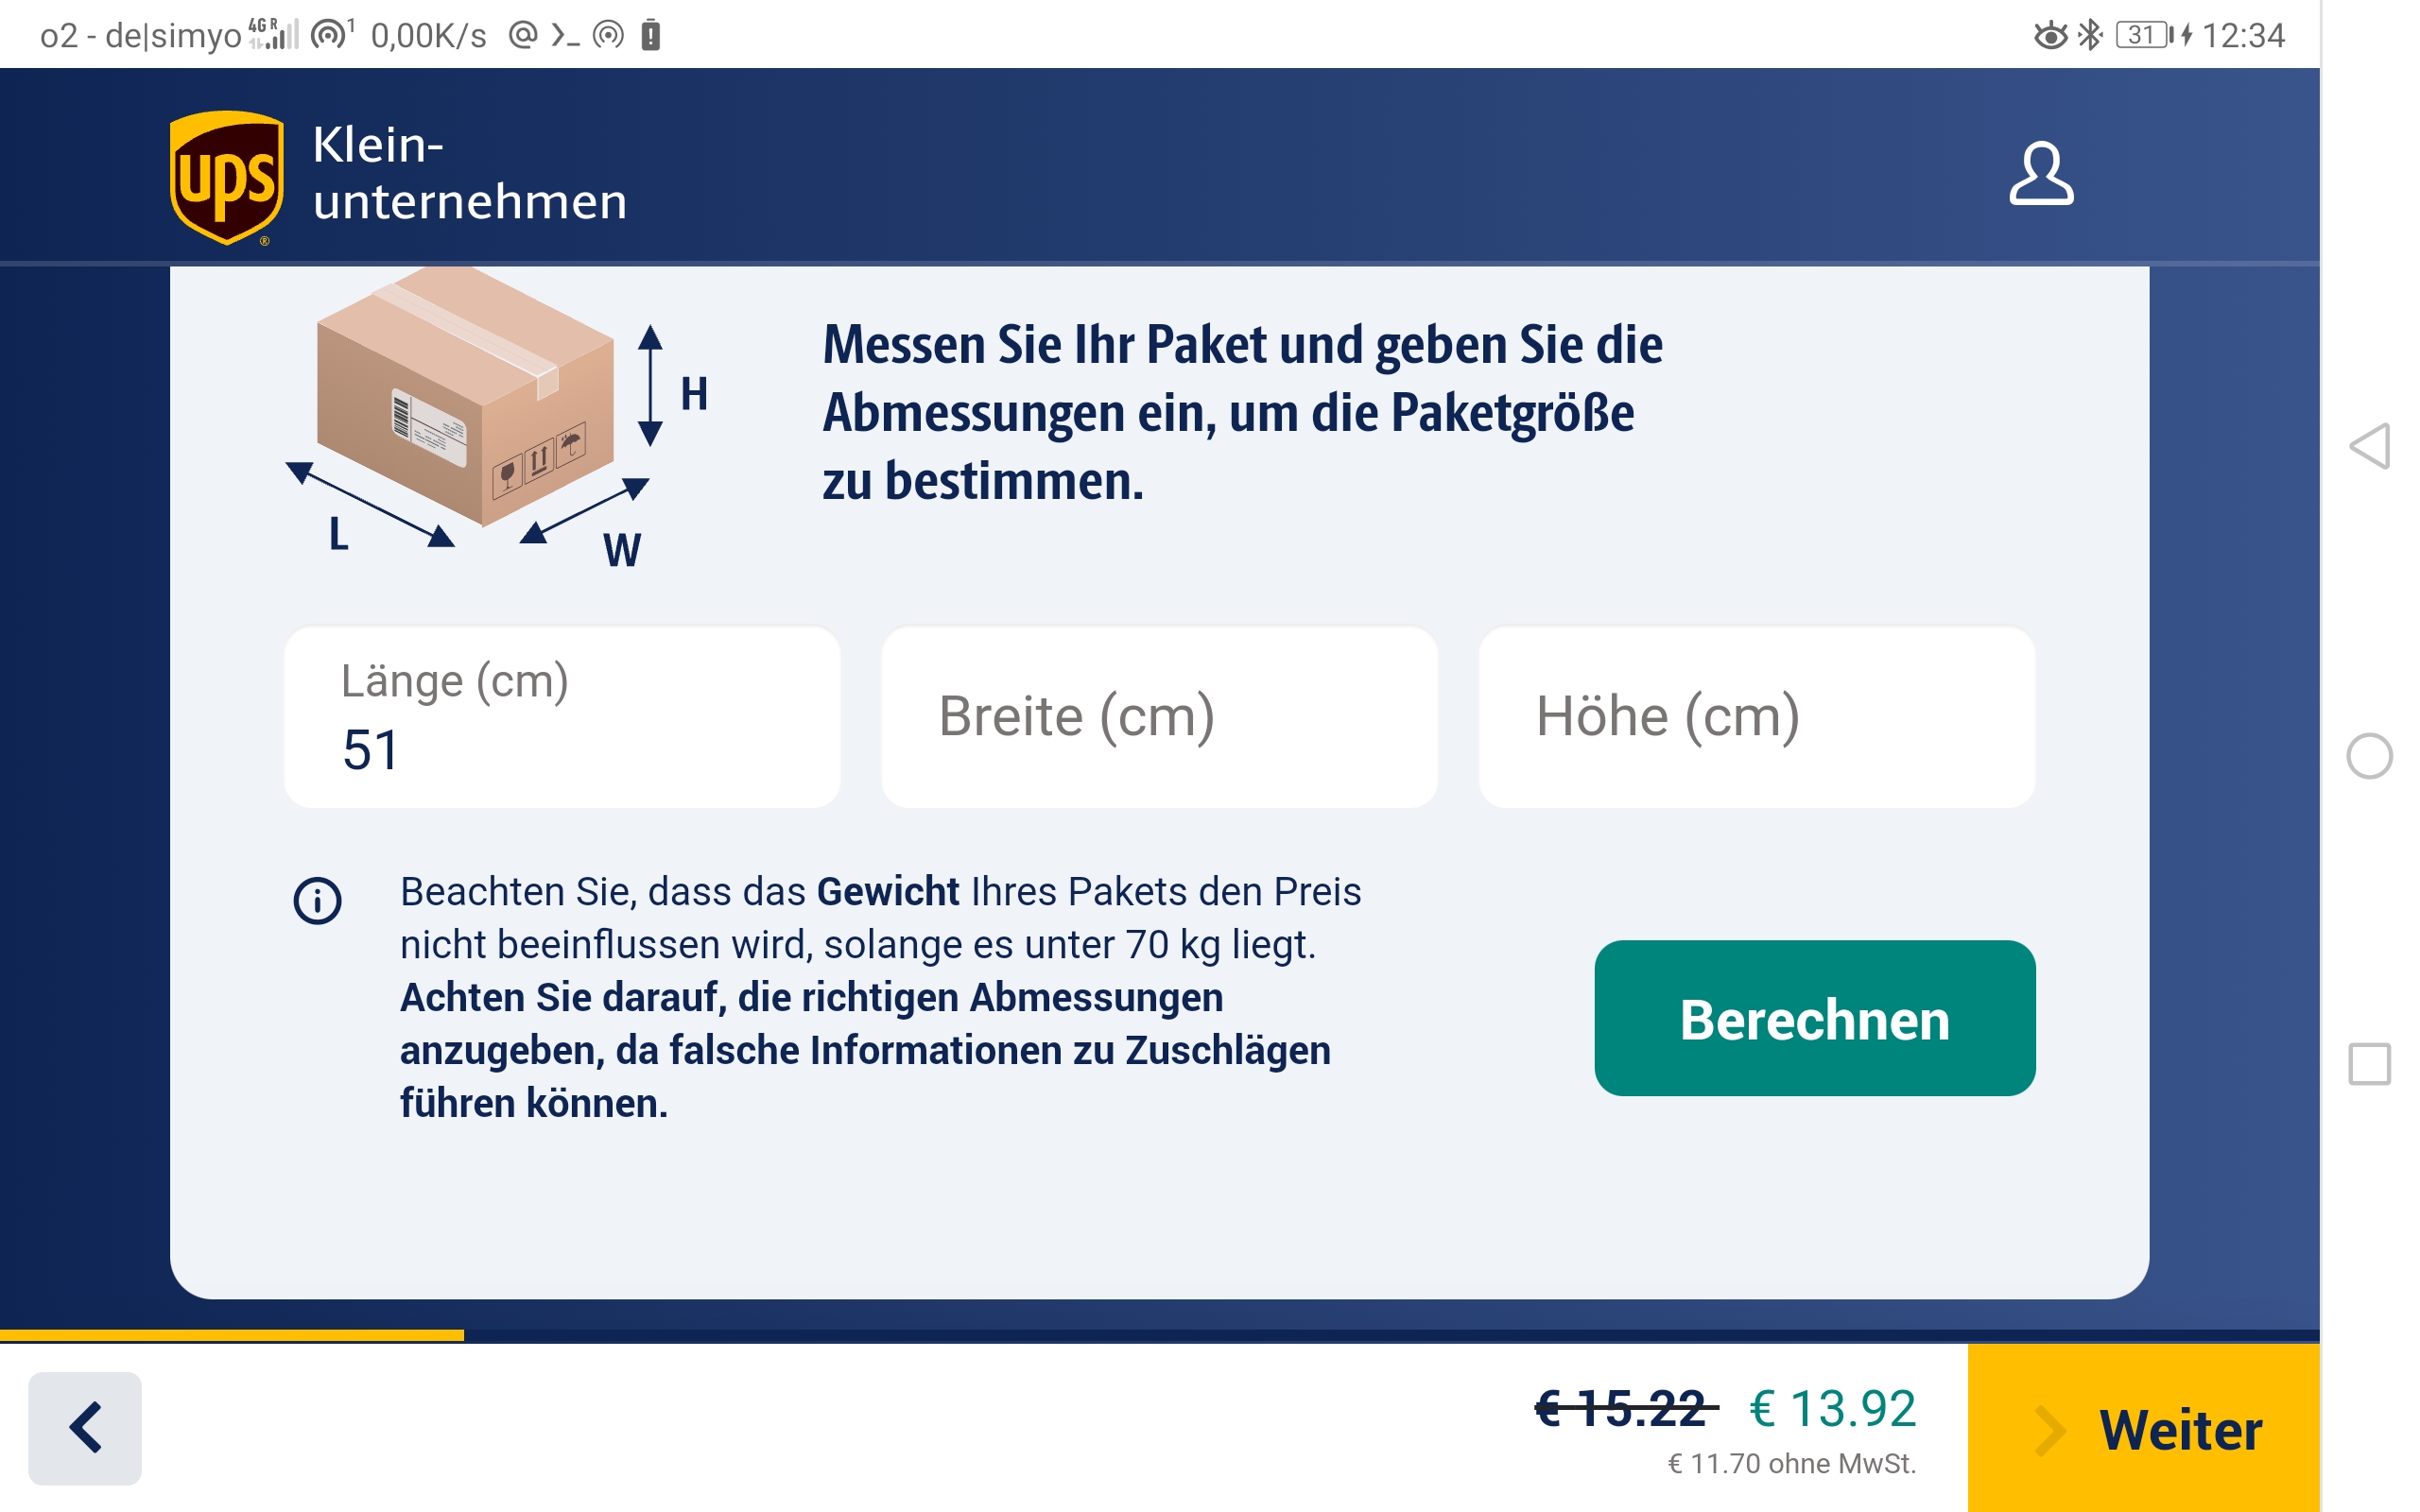 o2 - de|simyo 4G R 1 0,00K/s 31 12:34
ups
Klein-
unternehmen
H
L
W
Messen Sie Ihr Paket und geben Sie die
Abmessungen ein, um die Paketgröße
zu bestimmen.
Länge (cm)
51
Breite (cm)
Höhe (cm)
Beachten Sie, dass das Gewicht Ihres Pakets den Preis
nicht beeinflussen wird, solange es unter 70 kg liegt.
Achten Sie darauf, die richtigen Abmessungen
anzugeben, da falsche Informationen zu Zuschlägen
führen können.
Berechnen
€ 15.22 € 13.92
€ 11.70 ohne MwSt.
Weiter